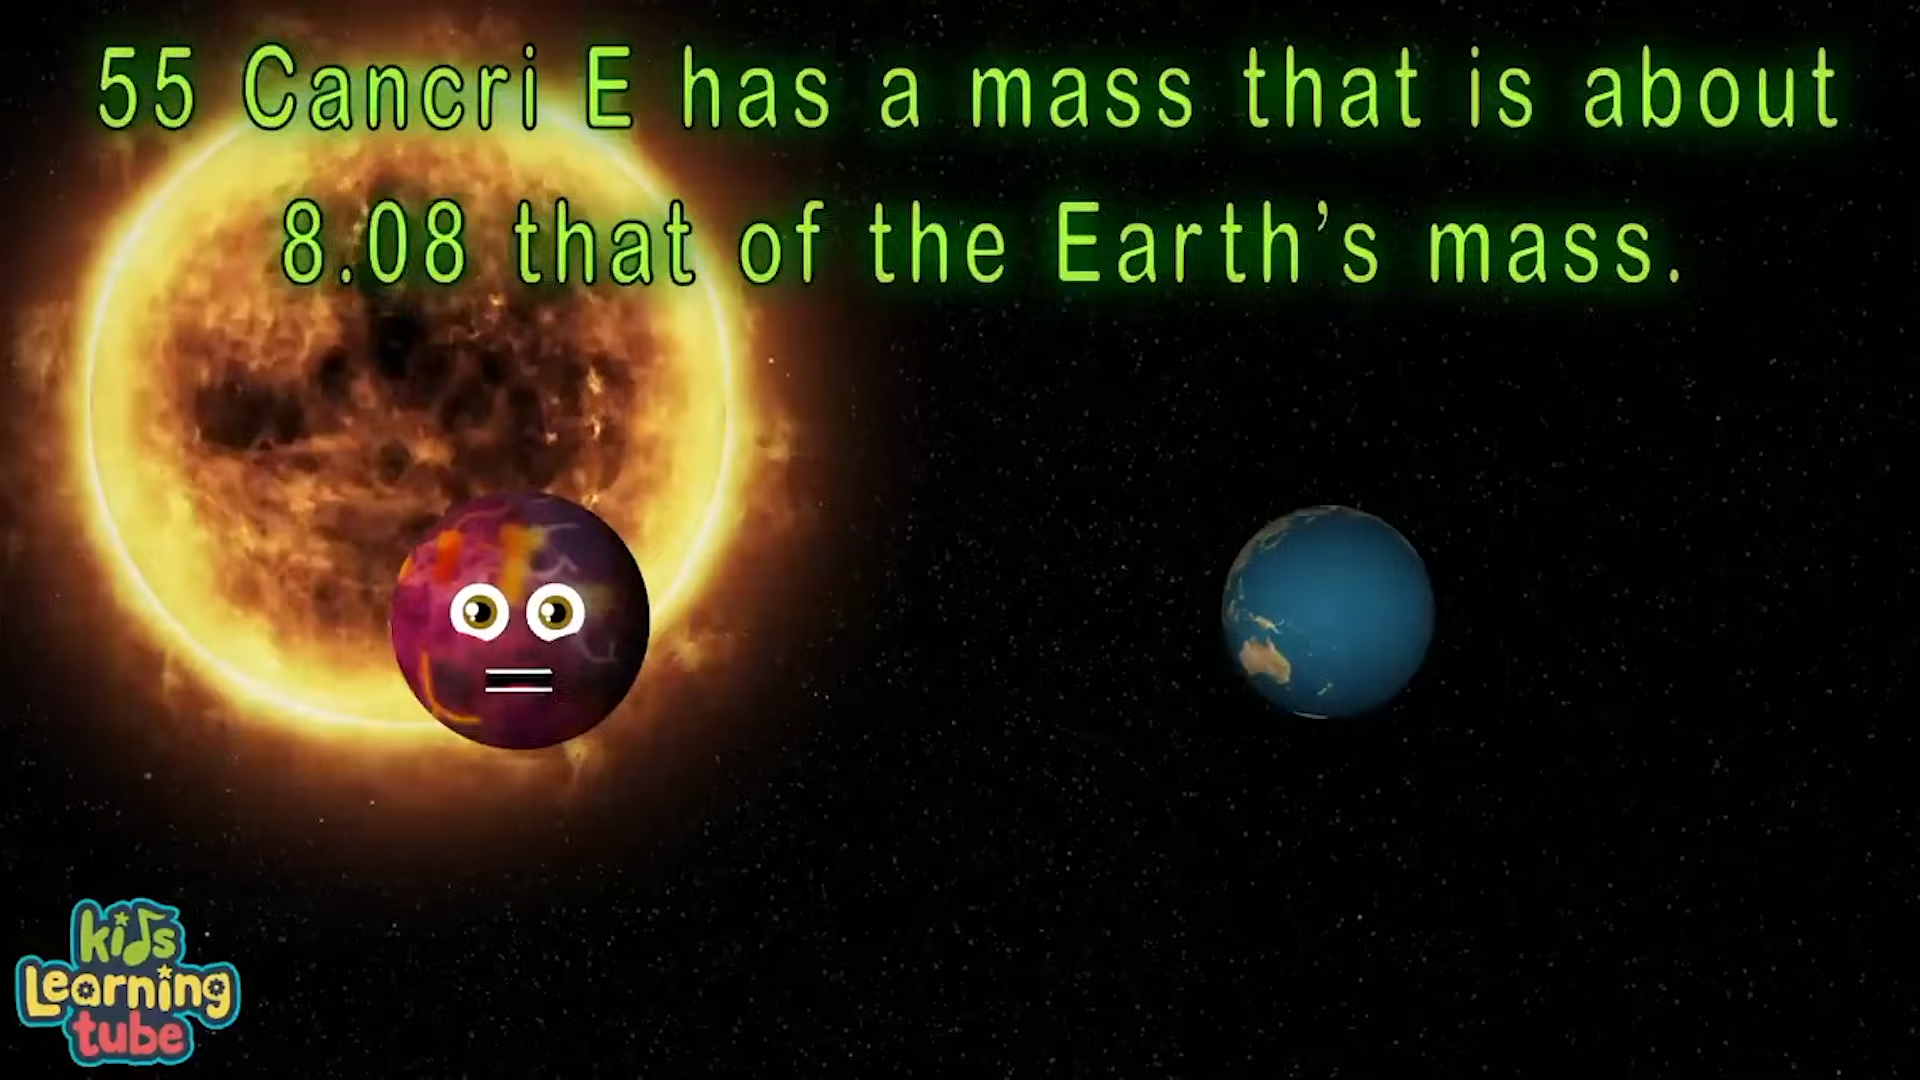 55 Cancri E has a mass that is about
8.08 that of the Earth’s mass.
kids
Learning
tube